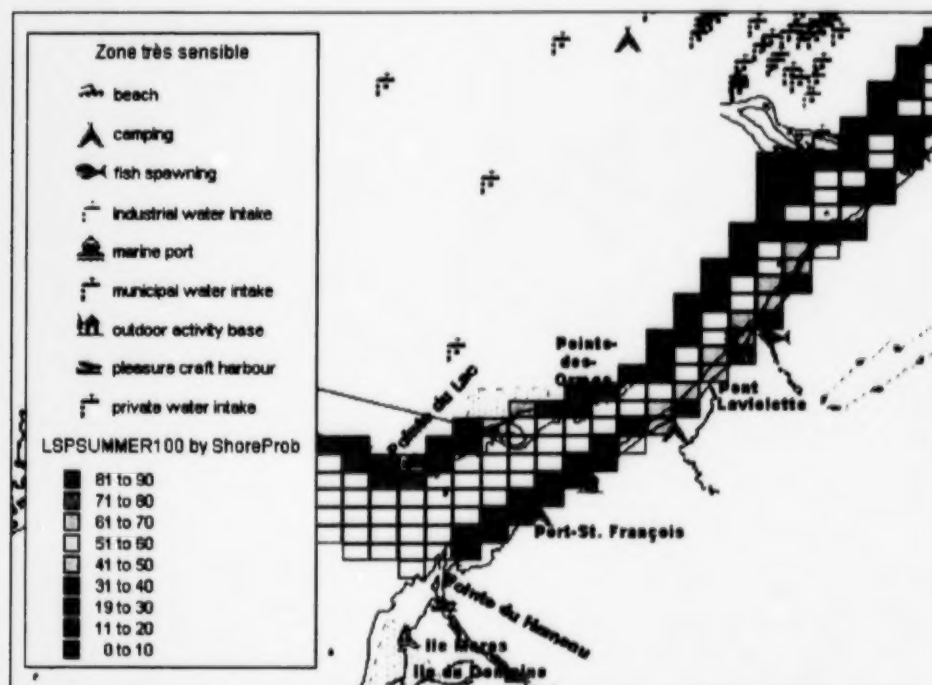 Zone très sensible
beach
camping
fish spawning
industrial water intake
marine port
municipal water intake
outdoor activity base
pleasure craft harbour
private water intake
LSPSUMMER100 by ShoreProb
81 to 90
71 to 80
61 to 70
51 to 60
41 to 50
31 to 40
19 to 30
11 to 20
0 to 10
Pointe-
des-
Ormes
Pointe du Lac
Pont
Laviolette
Port-St. François
Pointe du Hameau
Ile Moras
Ile du Domaine